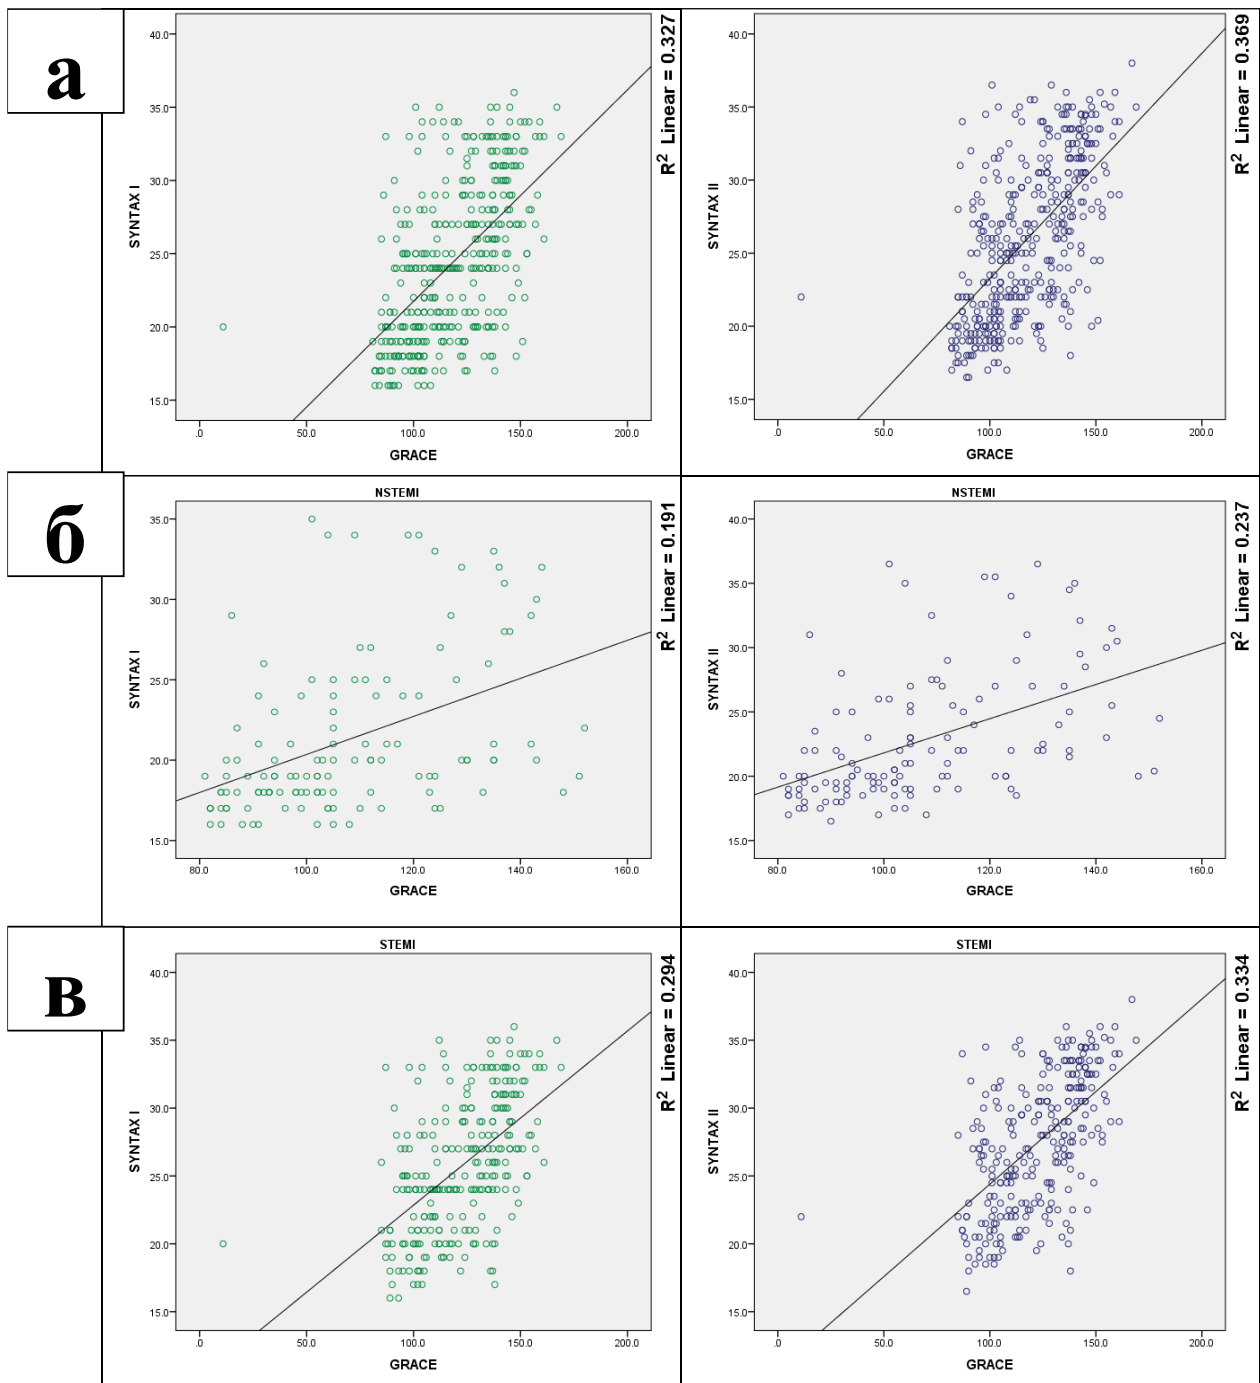 а
40.0
35.0
30.0
25.0
20.0
15.0
SYNTAX I
.0 50.0 100.0 150.0 200.0
GRACE
R² Linear = 0.327
40.0
35.0
30.0
25.0
20.0
15.0
SYNTAX II
.0 50.0 100.0 150.0 200.0
GRACE
R² Linear = 0.369
б
NSTEMI
35.0
30.0
25.0
20.0
15.0
SYNTAX I
80.0 100.0 120.0 140.0 160.0
GRACE
R² Linear = 0.191
NSTEMI
40.0
35.0
30.0
25.0
20.0
15.0
SYNTAX II
80.0 100.0 120.0 140.0 160.0
GRACE
R² Linear = 0.237
в
STEMI
40.0
35.0
30.0
25.0
20.0
15.0
SYNTAX I
.0 50.0 100.0 150.0 200.0
GRACE
R² Linear = 0.294
STEMI
40.0
35.0
30.0
25.0
20.0
15.0
SYNTAX II
.0 50.0 100.0 150.0 200.0
GRACE
R² Linear = 0.334